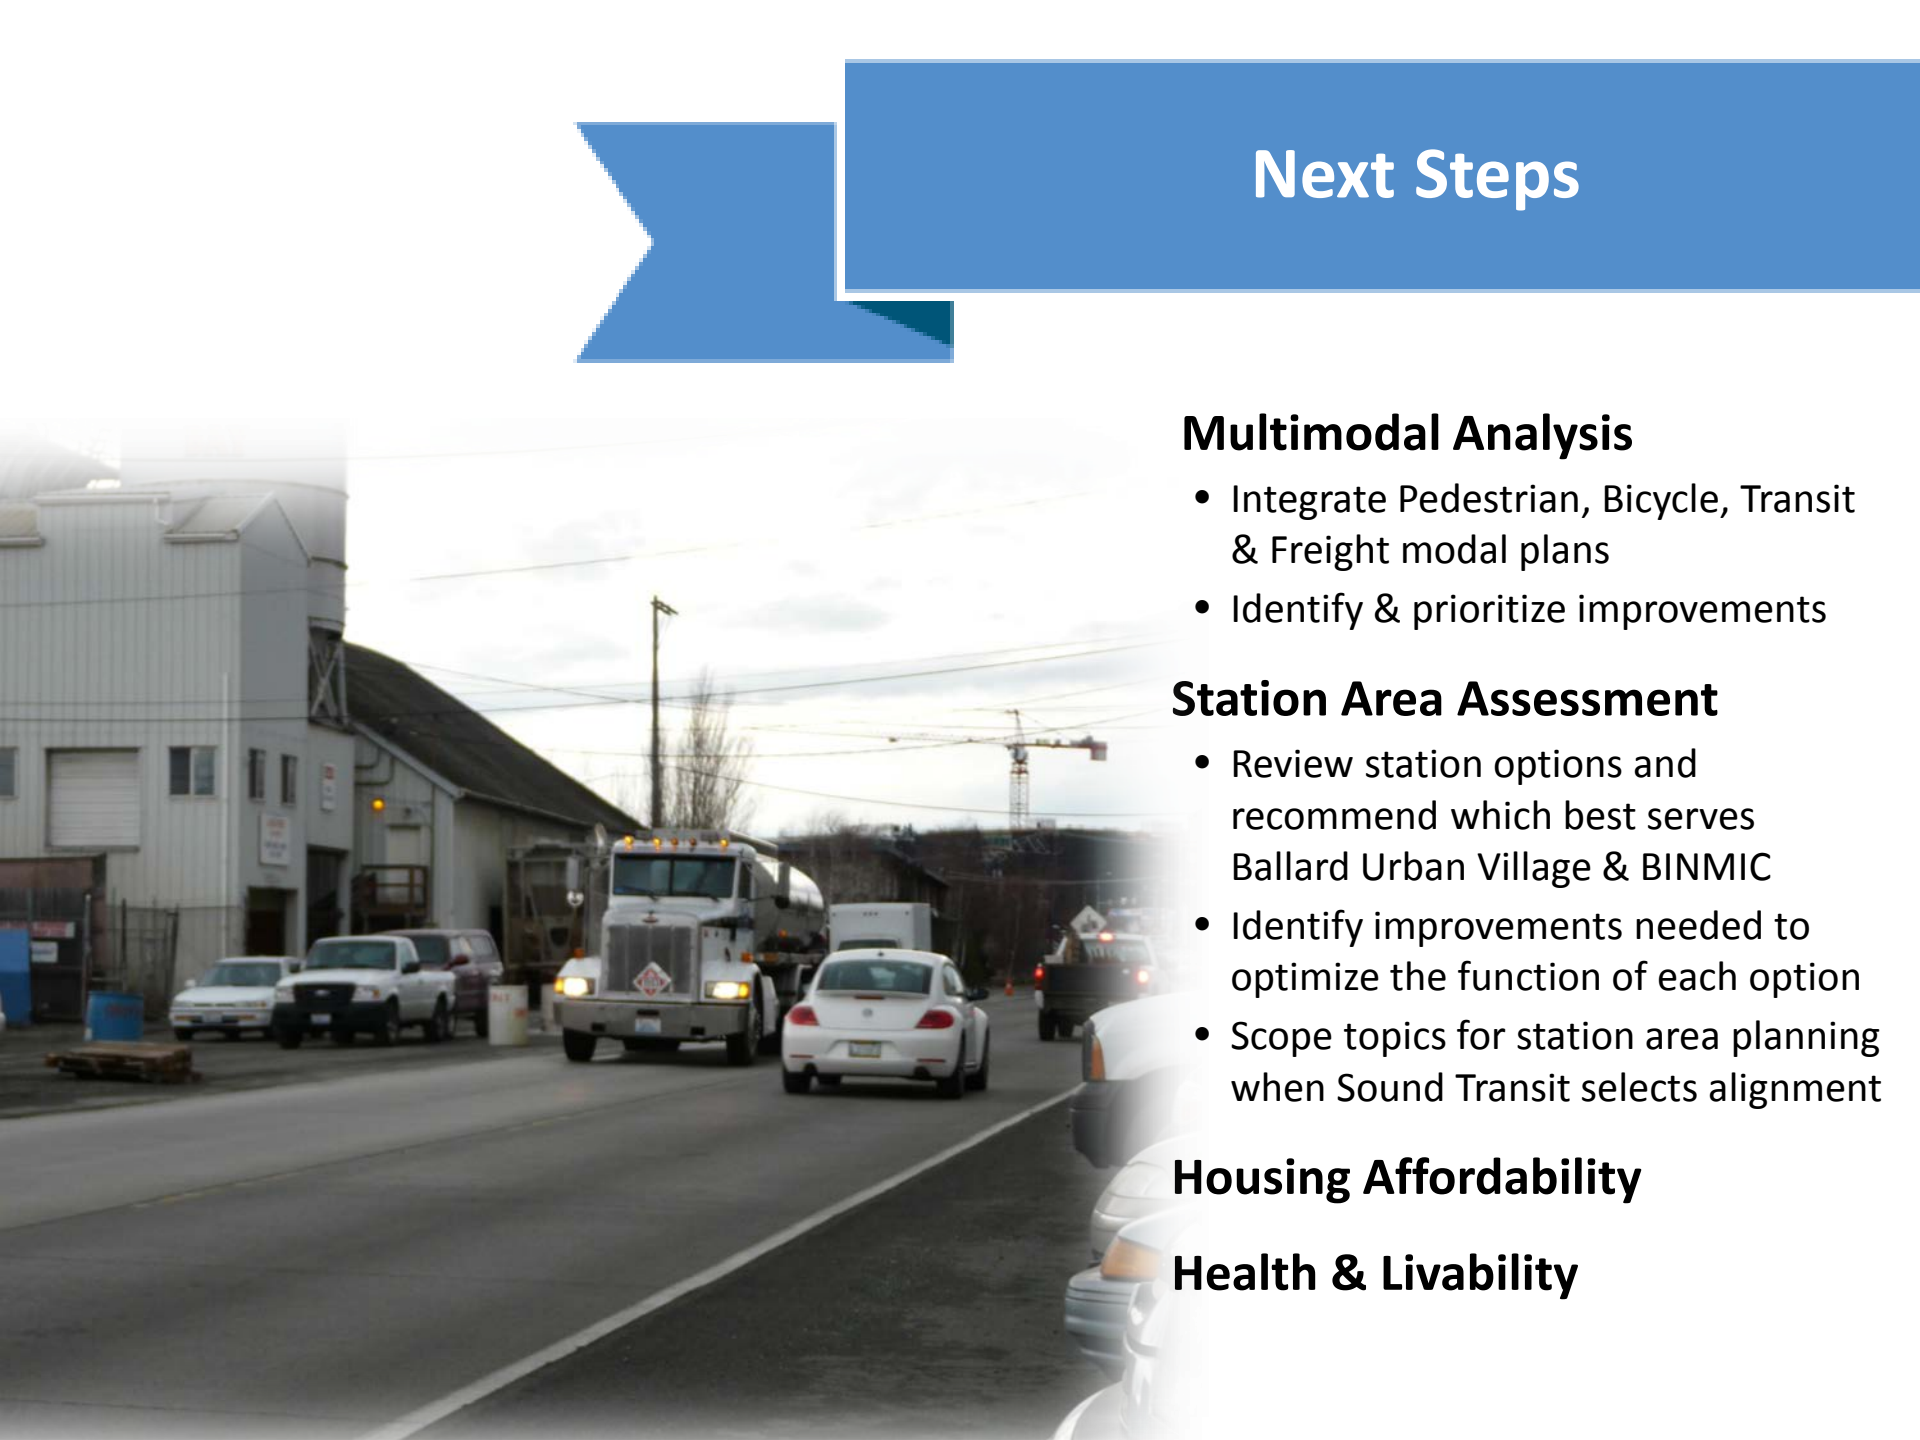 Next Steps
Multimodal Analysis
• Integrate Pedestrian, Bicycle, Transit
& Freight modal plans
• Identify & prioritize improvements
Station Area Assessment
• Review station options and
recommend which best serves
Ballard Urban Village & BINMIC
• Identify improvements needed to
optimize the function of each option
• Scope topics for station area planning
when Sound Transit selects alignment
Housing Affordability
Health & Livability